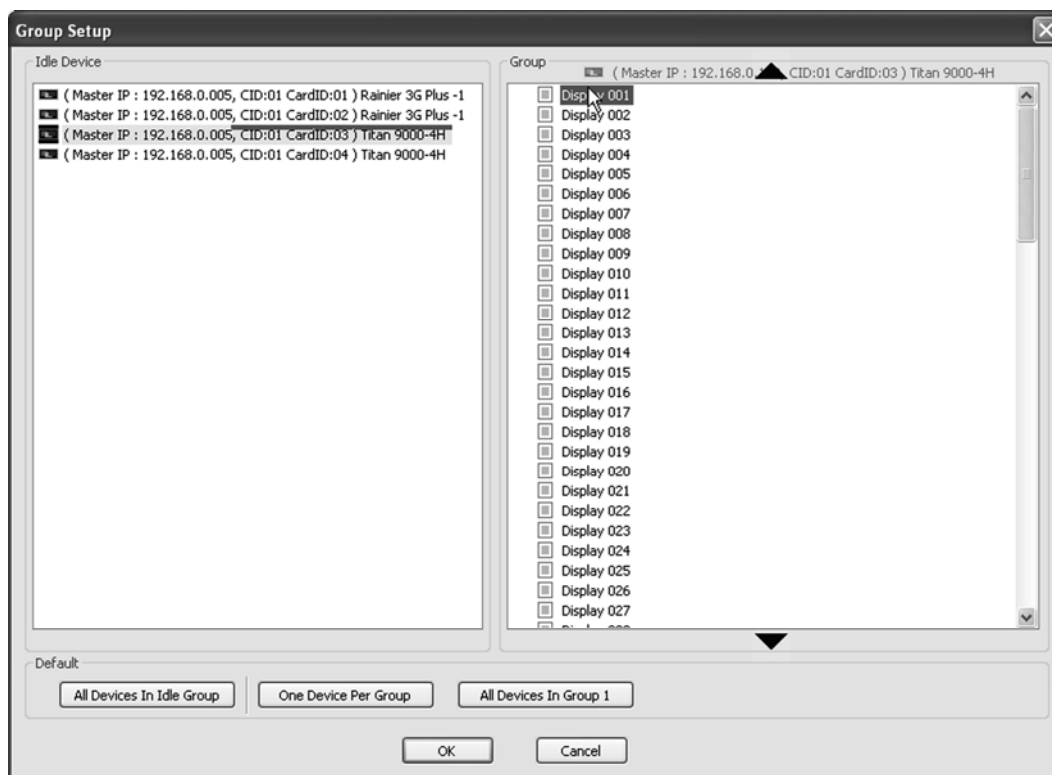 Group Setup
Idle Device
( Master IP : 192.168.0.005, CID:01 CardID:01 ) Rainier 3G Plus -1
( Master IP : 192.168.0.005, CID:01 CardID:02 ) Rainier 3G Plus -1
( Master IP : 192.168.0.005, CID:01 CardID:03 ) Titan 9000-4H
( Master IP : 192.168.0.005, CID:01 CardID:04 ) Titan 9000-4H
Group
( Master IP : 192.168.0. CID:01 CardID:03 ) Titan 9000-4H
Display 001
Display 002
Display 003
Display 004
Display 005
Display 006
Display 007
Display 008
Display 009
Display 010
Display 011
Display 012
Display 013
Display 014
Display 015
Display 016
Display 017
Display 018
Display 019
Display 020
Display 021
Display 022
Display 023
Display 024
Display 025
Display 026
Display 027
Default
All Devices In Idle Group
One Device Per Group
All Devices In Group 1
OK
Cancel